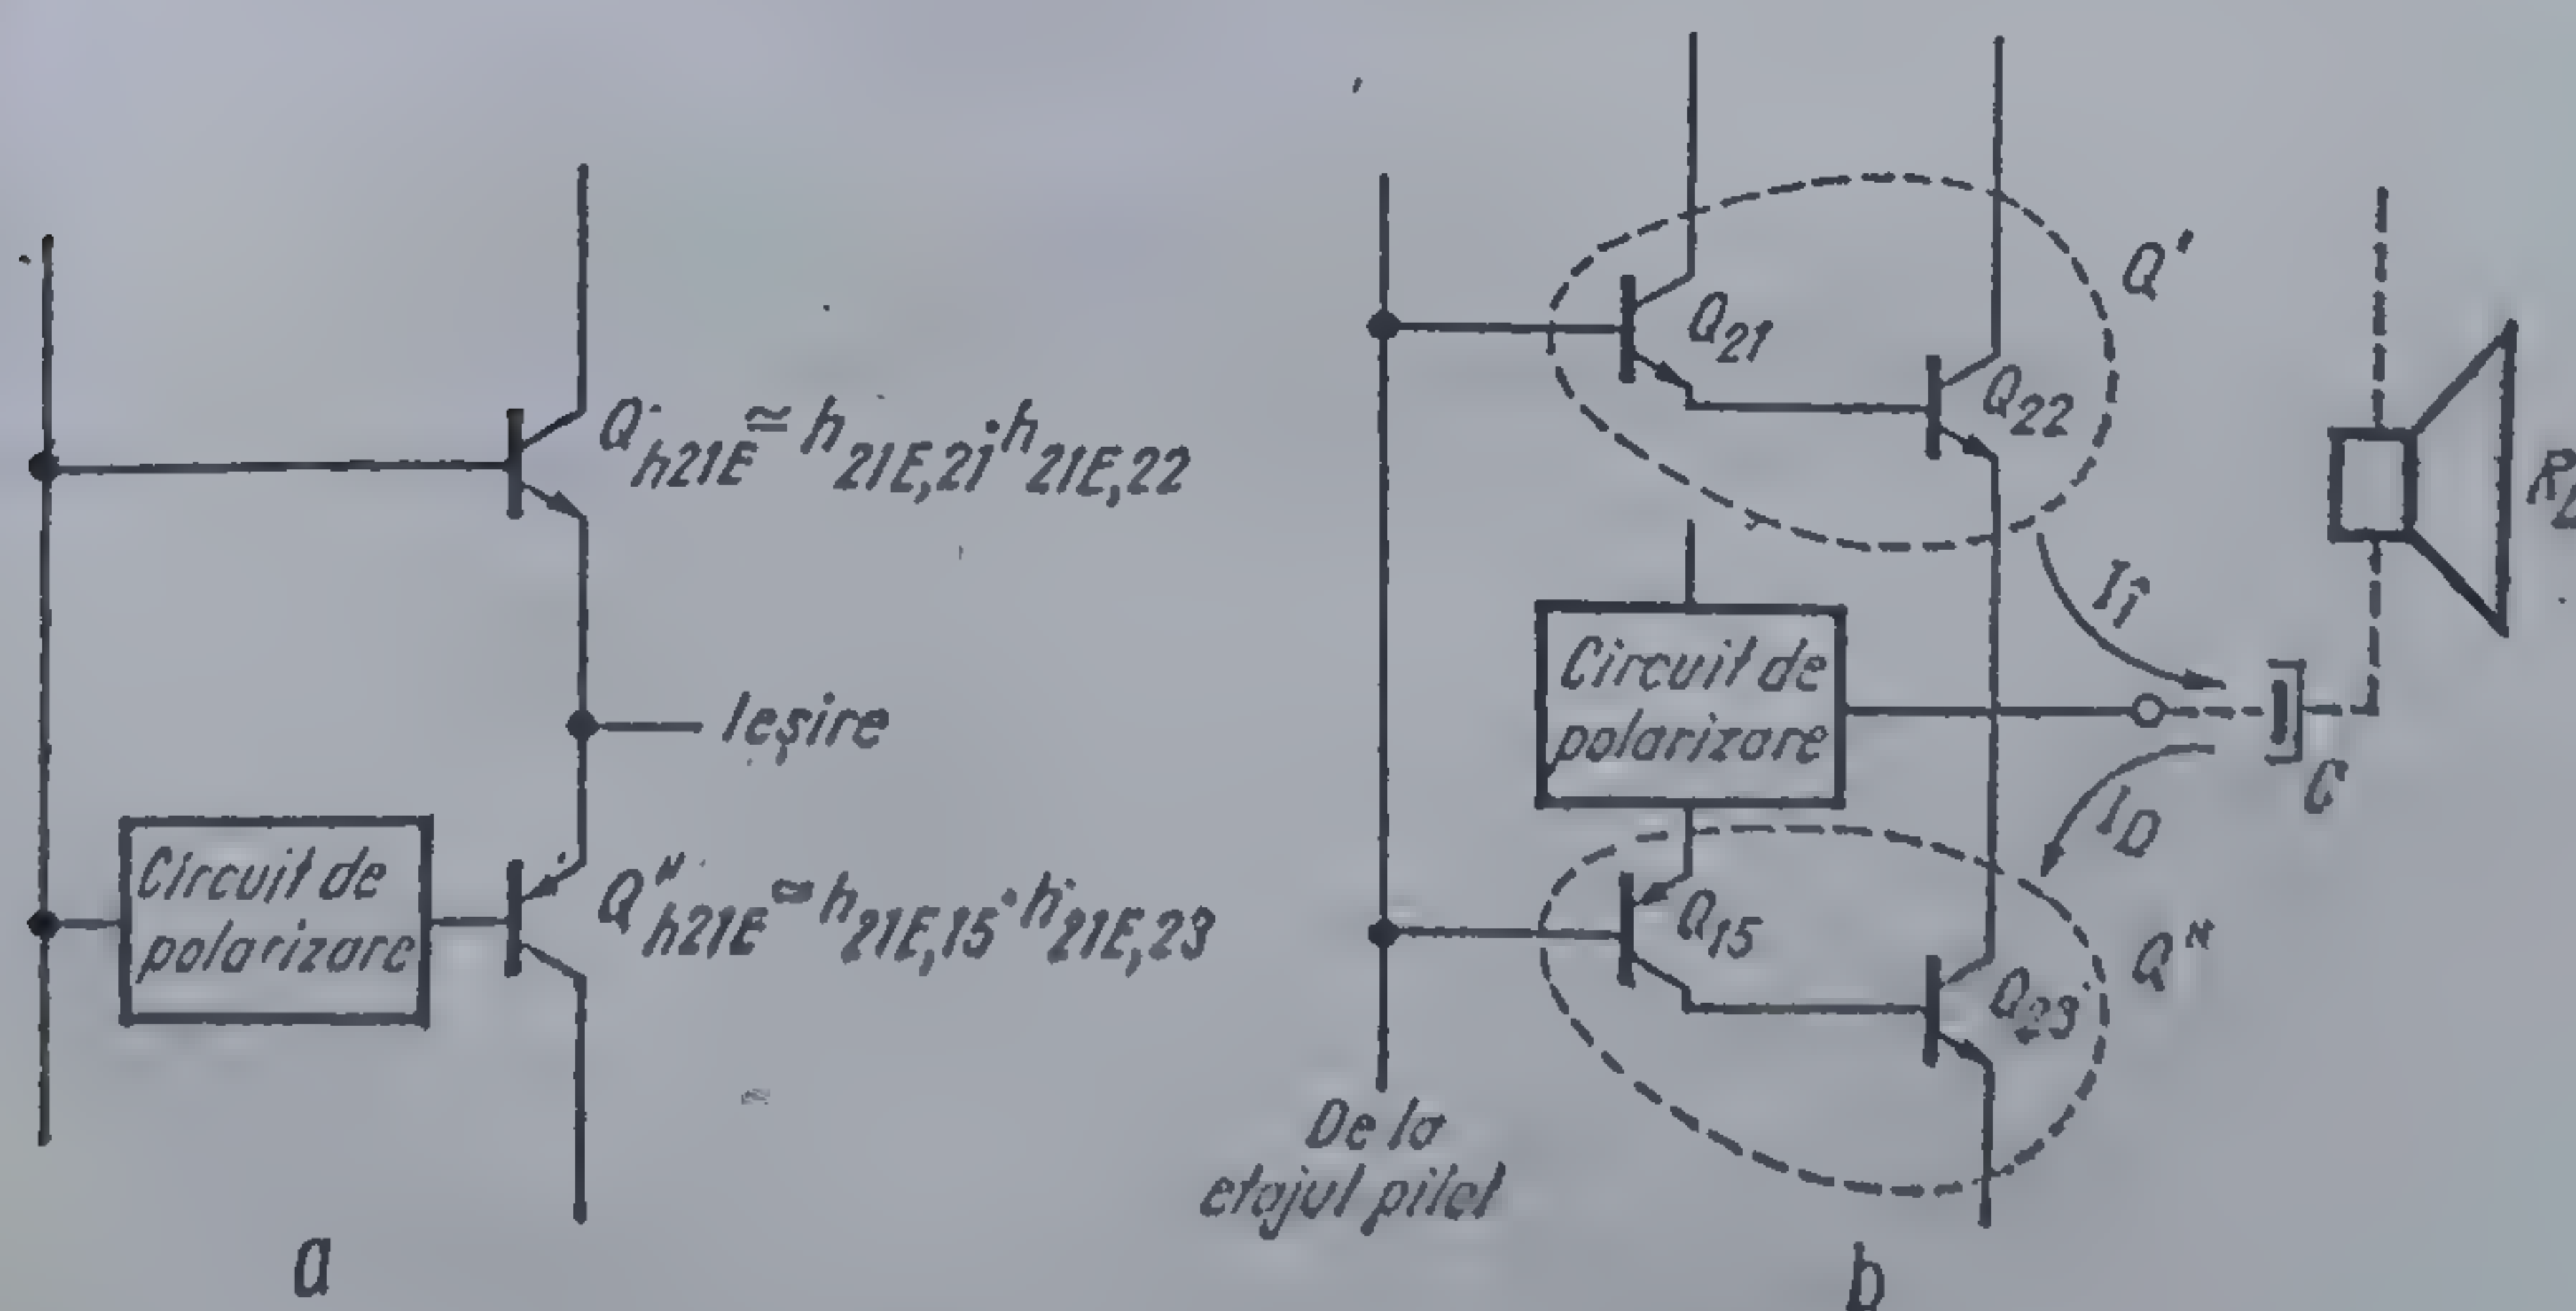 Q'
h21E ≃ h21E,21·h21E,22
Ieșire
Circuit de
polarizare
Q"
h21E ≃ h21E,15·h21E,23
a
Q'
Q21
Q22
Iî
Circuit de
polarizare
C
ID
Q15
Q"
Q23
De la
etajul pilot
b